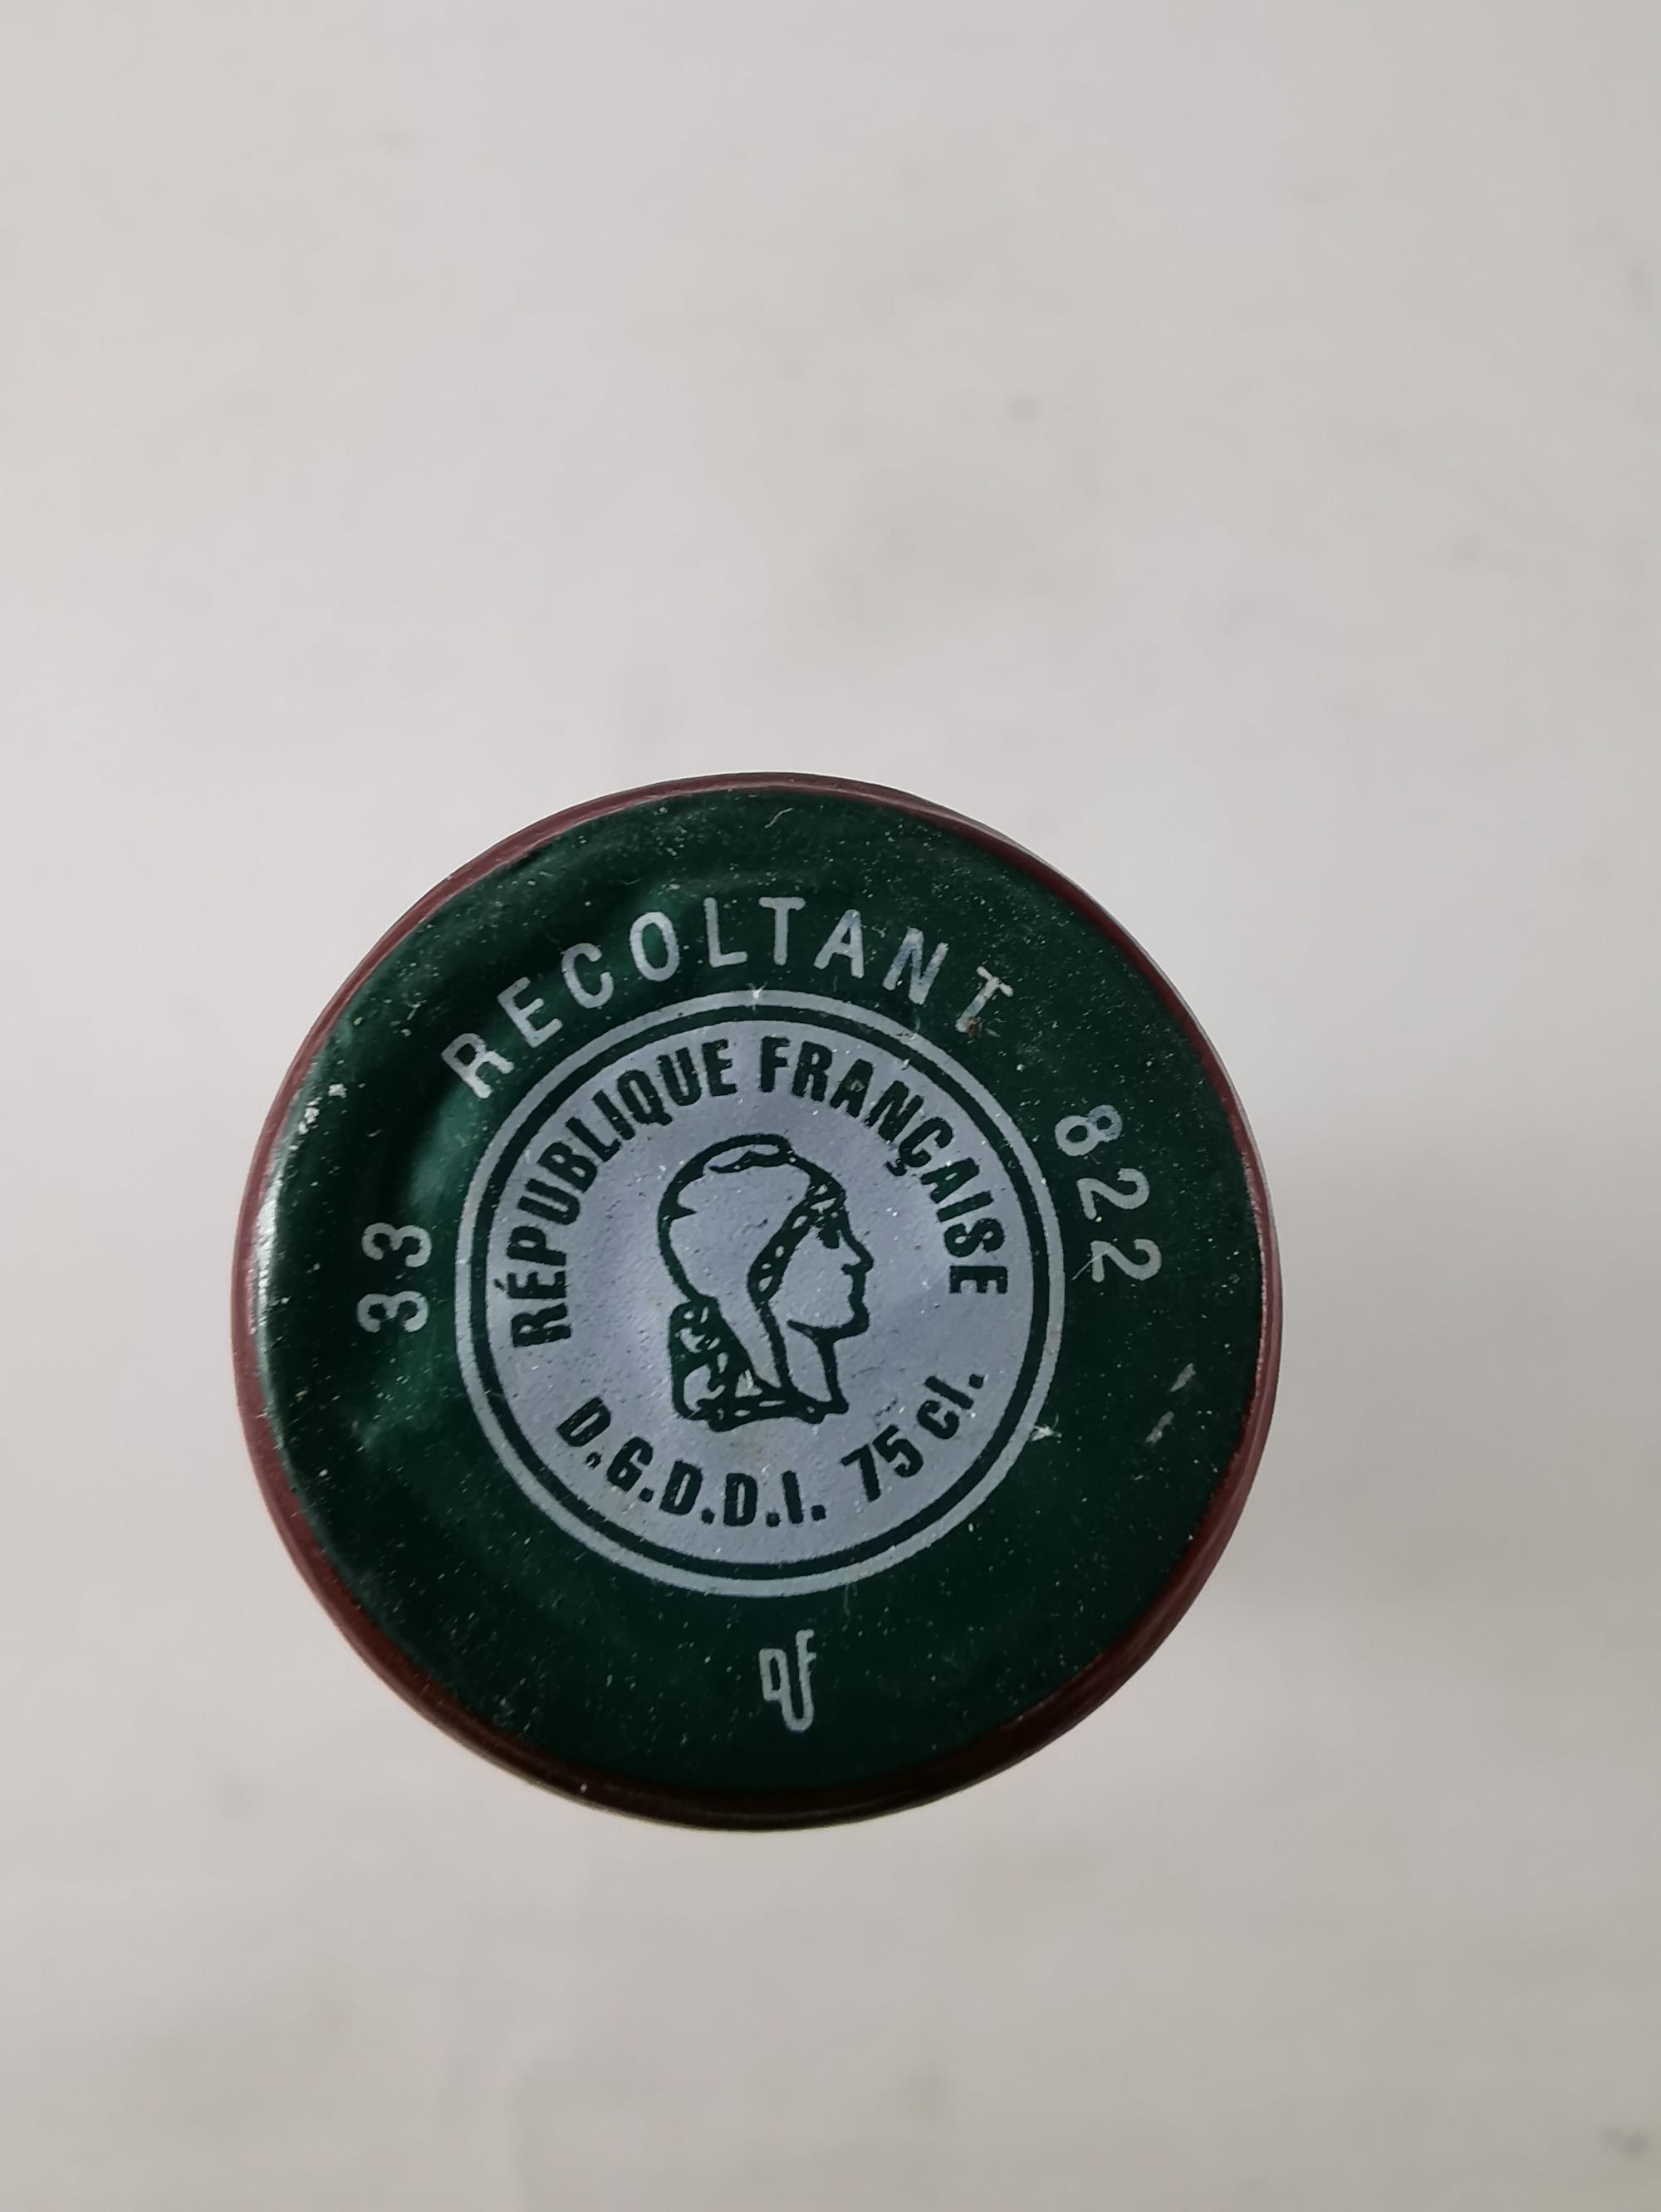 33 RECOLTANT 822
RÉPUBLIQUE FRANÇAISE
D.G.D.D.I. 75 cl.